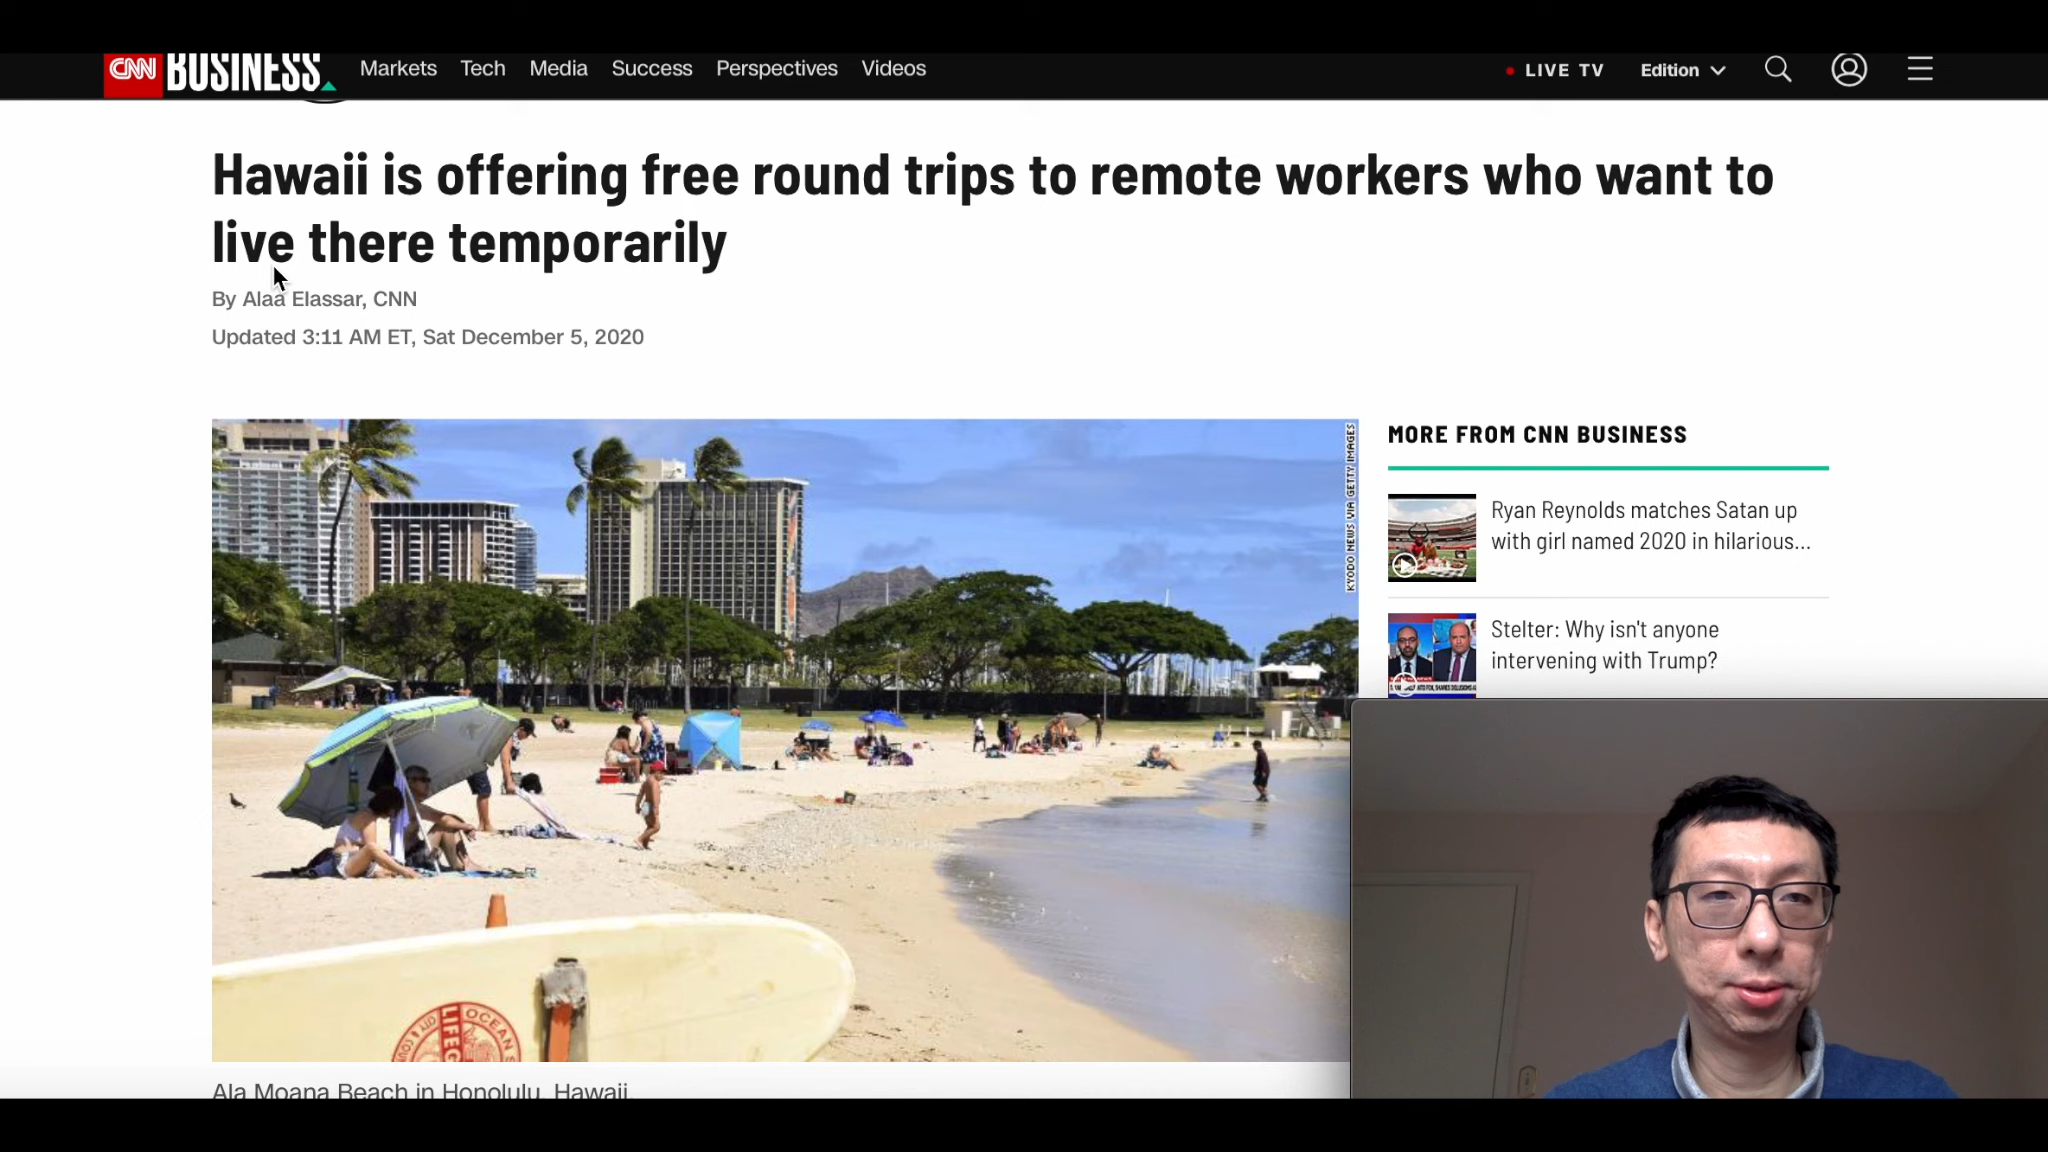 CNN BUSINESS Markets Tech Media Success Perspectives Videos LIVE TV Edition
Hawaii is offering free round trips to remote workers who want to
live there temporarily
By Alaa Elassar, CNN
Updated 3:11 AM ET, Sat December 5, 2020
KYODO NEWS VIA GETTY IMAGES
OCEAN
LIFEG
Ala Moana Beach in Honolulu, Hawaii.
MORE FROM CNN BUSINESS
Ryan Reynolds matches Satan up
with girl named 2020 in hilarious...
Stelter: Why isn't anyone
intervening with Trump?